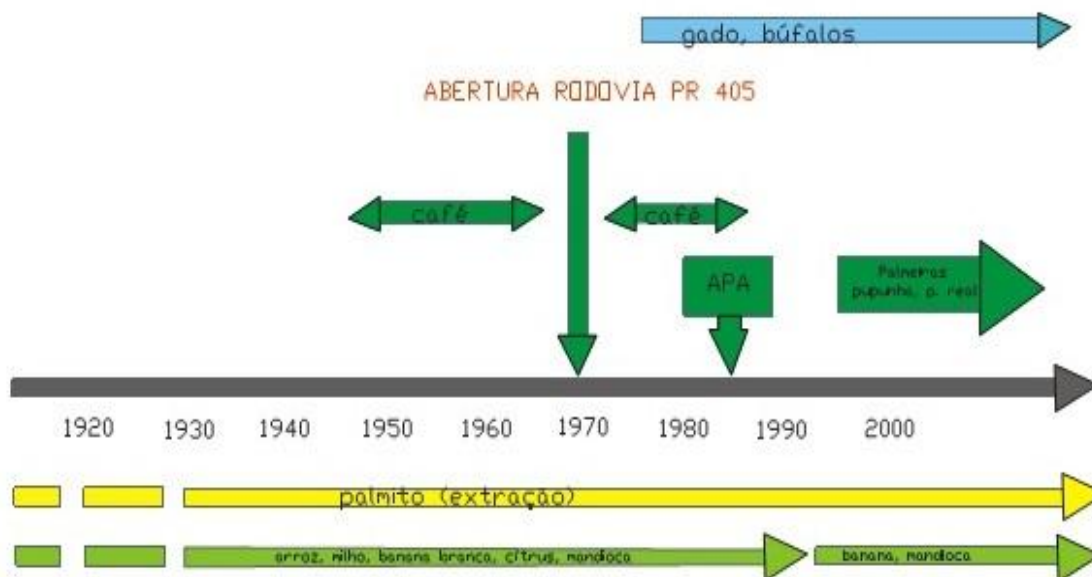 gado, búfalos
ABERTURA RODOVIA PR 405
café
café
APA
Palmeiras
pupunha, p. real
1920 1930 1940 1950 1960 1970 1980 1990 2000
palmito (extração)
arroz, milho, banana branca, cítrus, mandioca
banana, mandioca